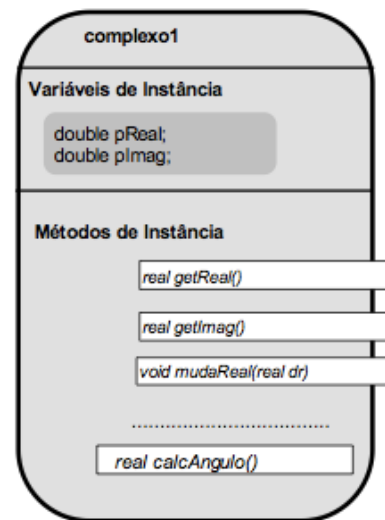 complexo1
Variáveis de Instância
double pReal;
double pImag;
Métodos de Instância
real getReal()
real getImag()
void mudaReal(real dr)
...................................
real calcAngulo()